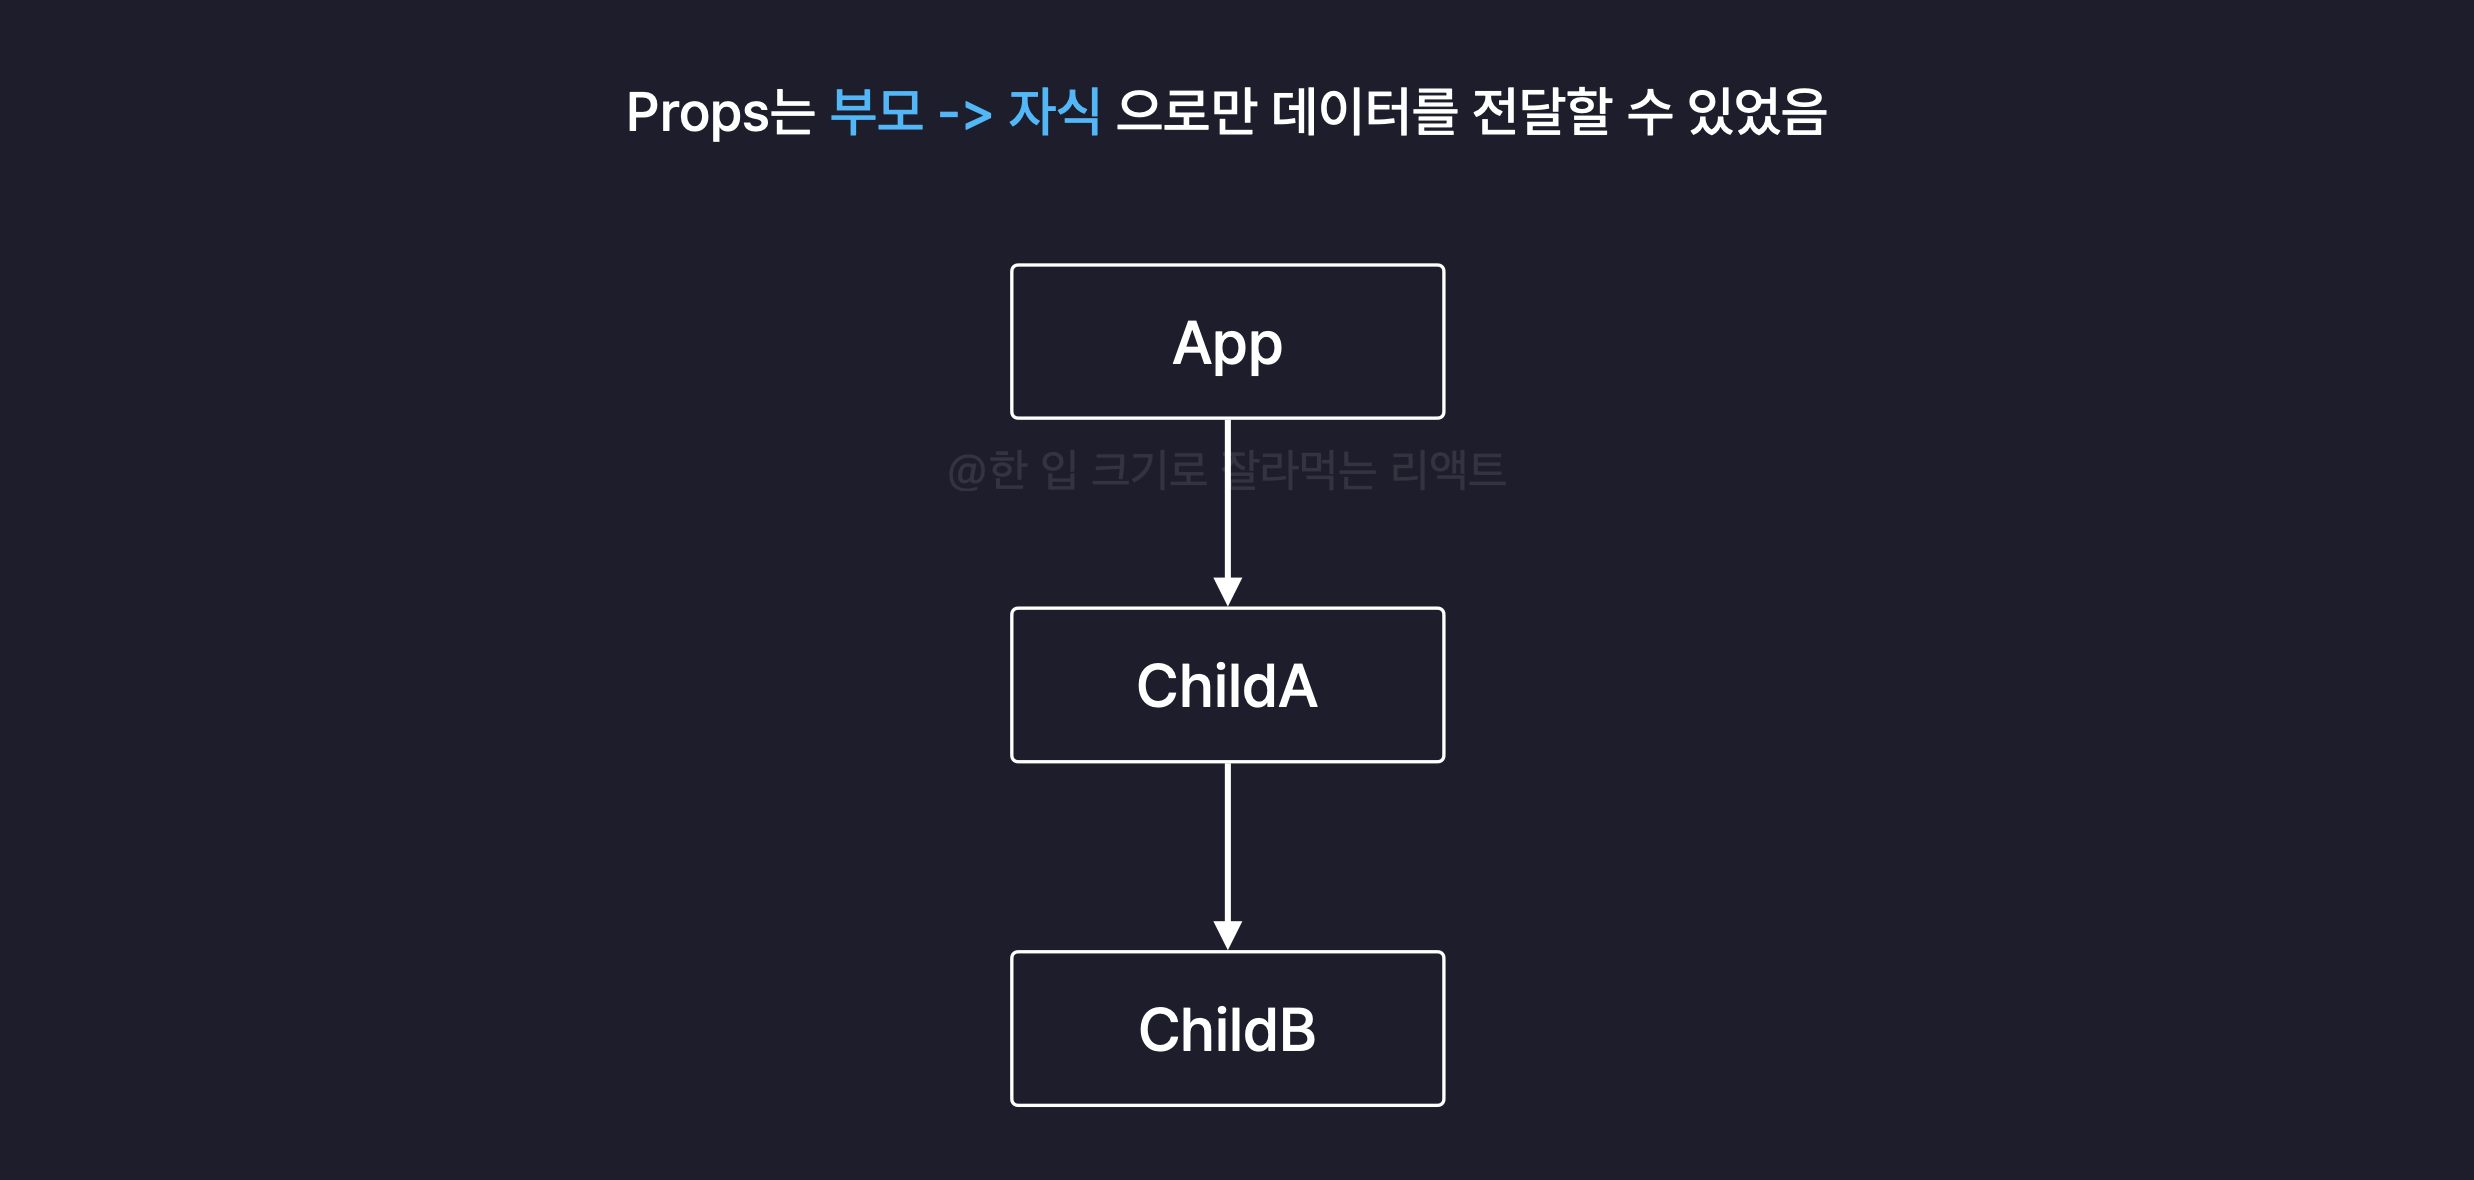 Props는 부모 -> 자식 으로만 데이터를 전달할 수 있었음
App
@한 입 크기로 잘라먹는 리액트
ChildA
ChildB